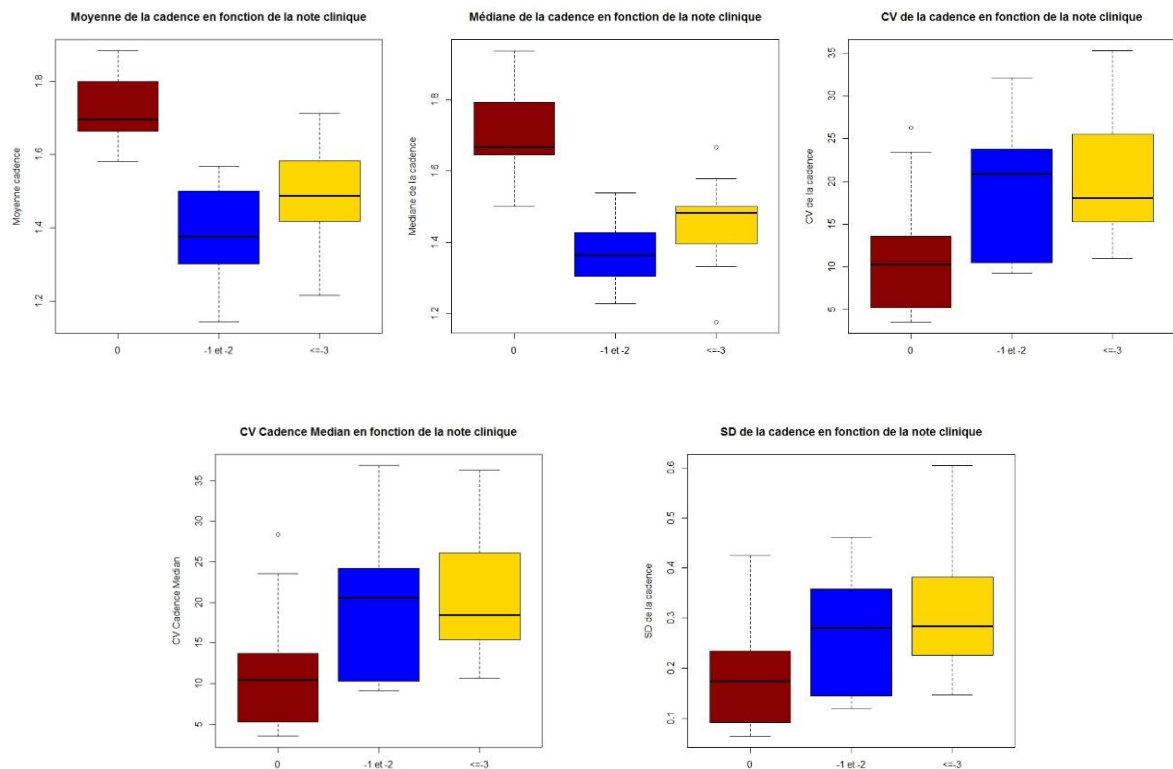 Moyenne de la cadence en fonction de la note clinique
Moyenne cadence
1.8
1.6
1.4
1.2
0
-1 et -2
<=-3
Médiane de la cadence en fonction de la note clinique
Mediane de la cadence
1.8
1.6
1.4
1.2
0
-1 et -2
<=-3
CV de la cadence en fonction de la note clinique
CV de la cadence
35
30
25
20
15
10
5
0
-1 et -2
<=-3
CV Cadence Median en fonction de la note clinique
CV Cadence Median
35
30
25
20
15
10
5
0
-1 et -2
<=-3
SD de la cadence en fonction de la note clinique
SD de la cadence
0.6
0.5
0.4
0.3
0.2
0.1
0
-1 et -2
<=-3